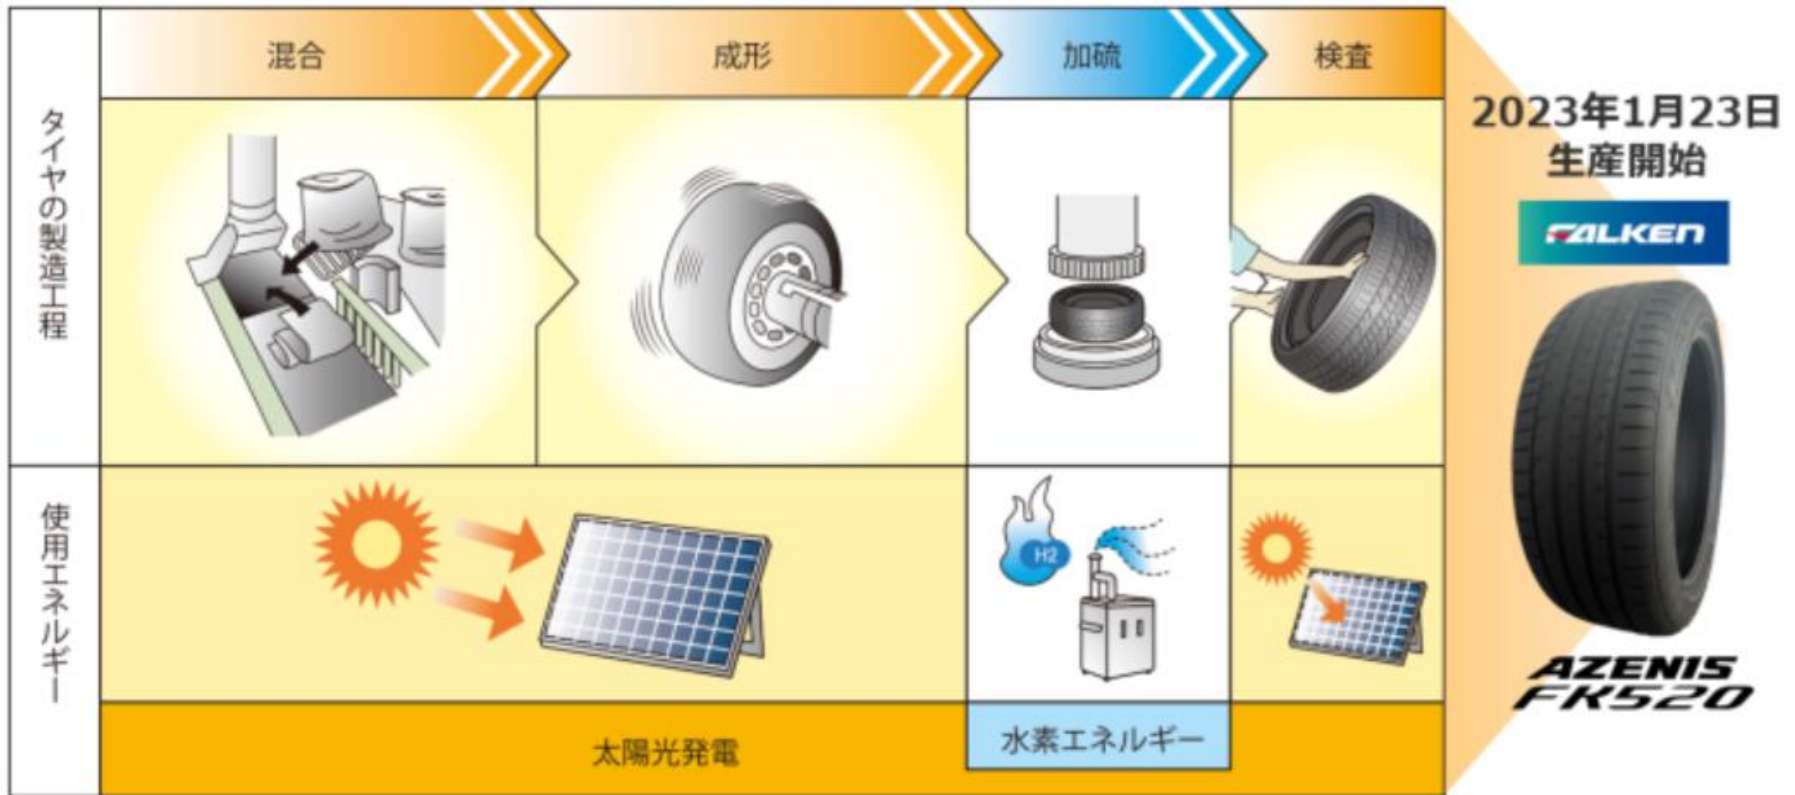 混合
成形
加硫
検査
タイヤの製造工程
使用エネルギー
H2
太陽光発電
水素エネルギー
2023年1月23日
生産開始
FALKEN
AZENIS
FK520